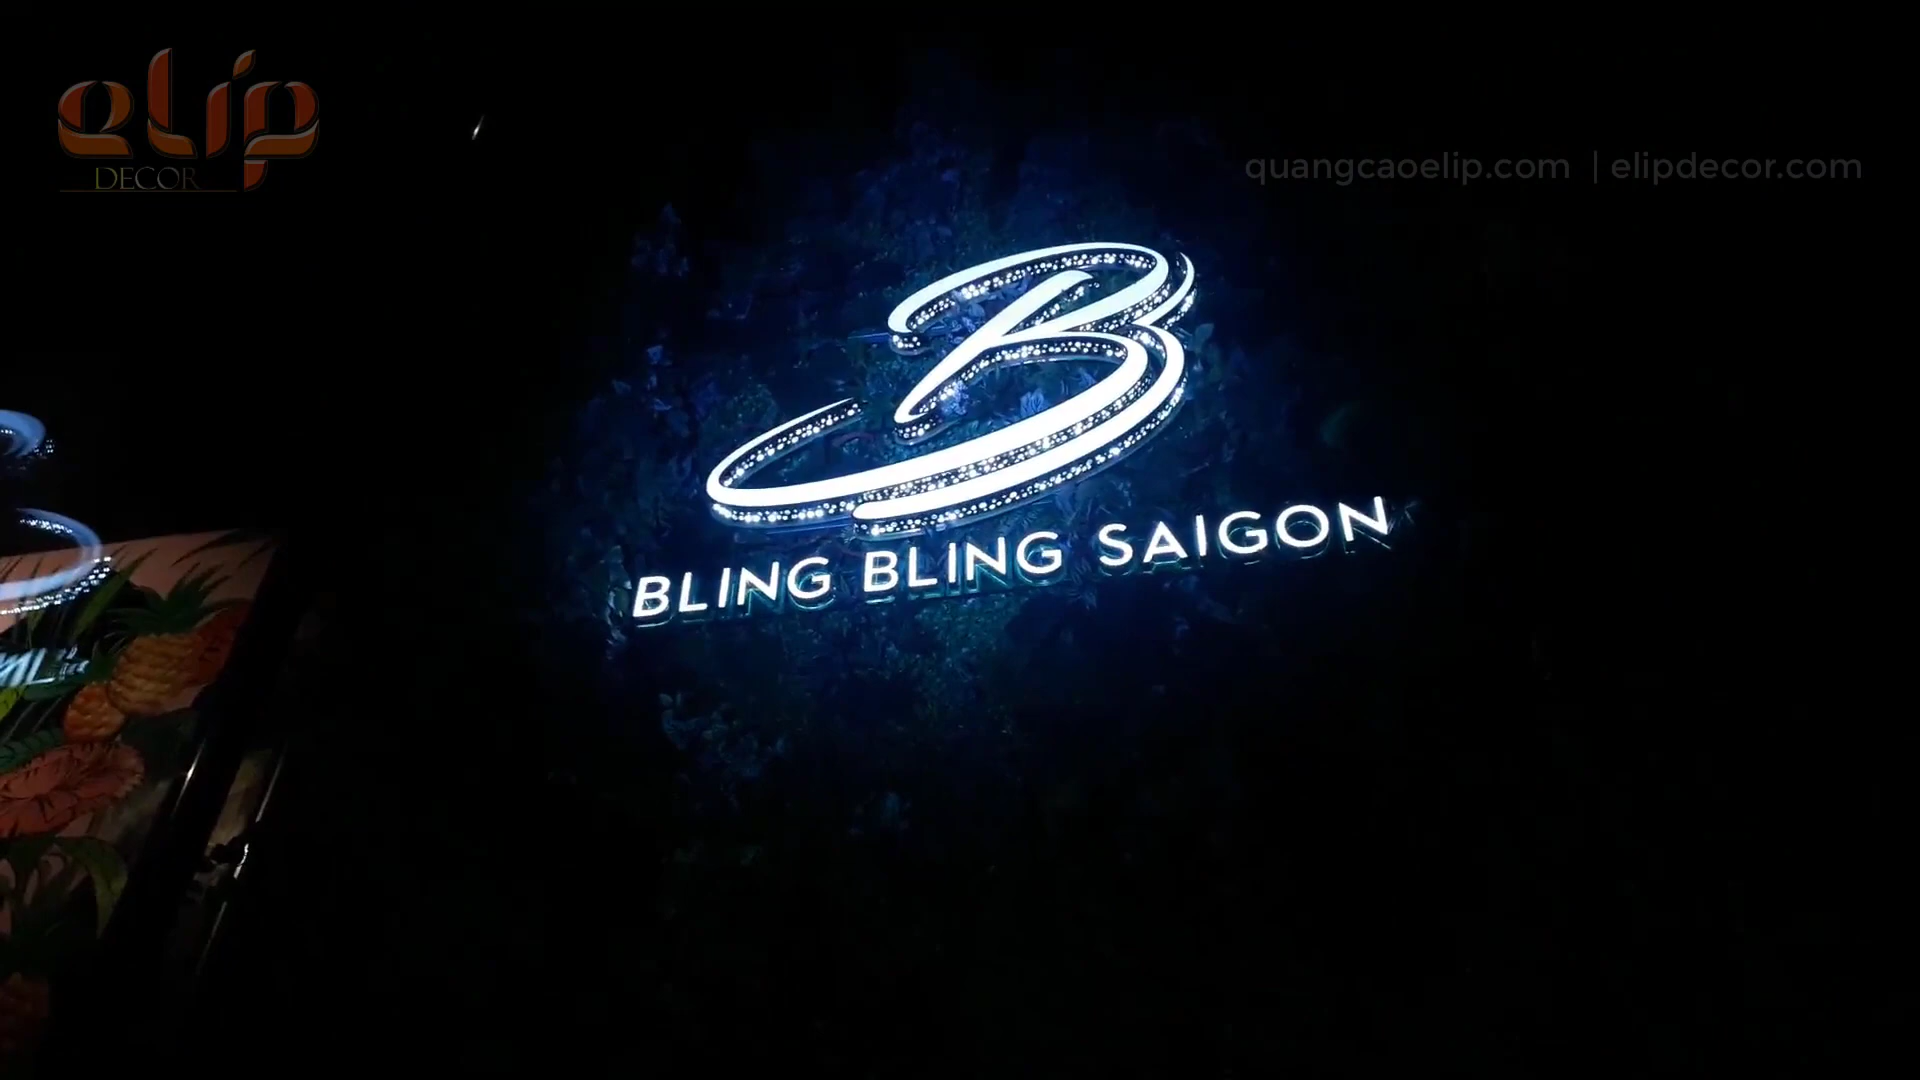 elip
DECOR
quangcaoelip.com | elipdecor.com
B
BLING BLING SAIGON